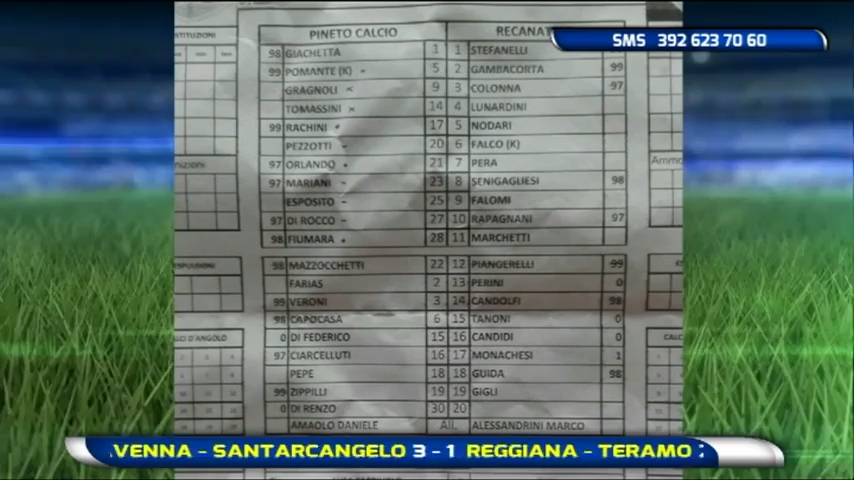 SMS 392 623 70 60
PINETO CALCIO RECANAT
98 GIACHETTA 1 1 STEFANELLI
99 POMANTE (K) 5 2 GAMBACORTA 99
GRAGNOLI 9 3 COLONNA 97
TOMASSINI 14 4 LUNARDINI
99 RACHINI 17 5 NODARI
PEZZOTTI 20 6 FALCO (K)
97 ORLANDO 21 7 PERA
97 MARIANI 23 8 SENIGAGLIESI 98
ESPOSITO 25 9 FALOMI
97 DI ROCCO 27 10 RAPAGNANI 97
98 FIUMARA 28 11 MARCHETTI
98 MAZZOCCHETTI 22 12 PIANGERELLI 99
FARIAS 2 13 PERINI 0
99 VERONI 3 14 CANDOLFI 98
98 CAPOCASA 6 15 TANONI 0
0 DI FEDERICO 15 16 CANDIDI 0
97 CIARCELLUTI 16 17 MONACHESI 1
PEPE 18 18 GUIDA 98
99 ZIPPILLI 19 19 GIGLI
0 DI RENZO 30 20
AMAOLO DANIELE All. ALESSANDRINI MARCO
VENNA - SANTARCANGELO 3 - 1 REGGIANA - TERAMO